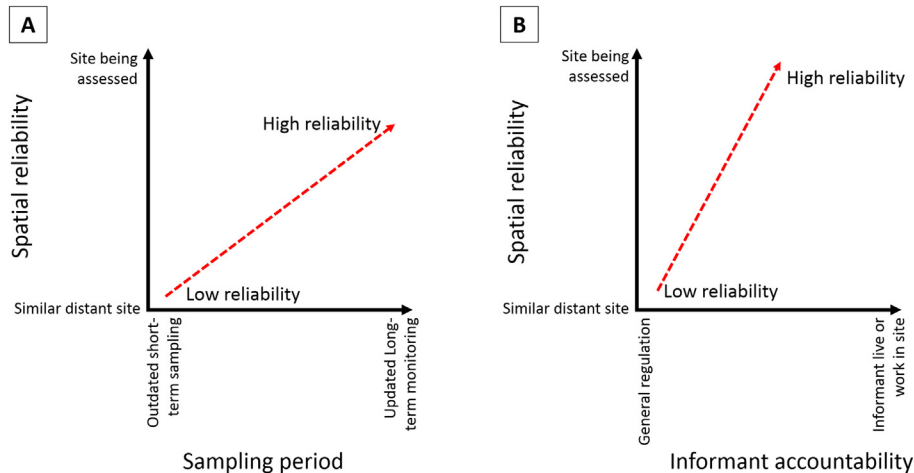 A
Site being
assessed
Spatial reliability
High reliability
Low reliability
Similar distant site
Outdated short-
term sampling
Updated Long-
term monitoring
Sampling period
B
Site being
assessed
Spatial reliability
High reliability
Low reliability
Similar distant site
General regulation
Informant live or
work in site
Informant accountability